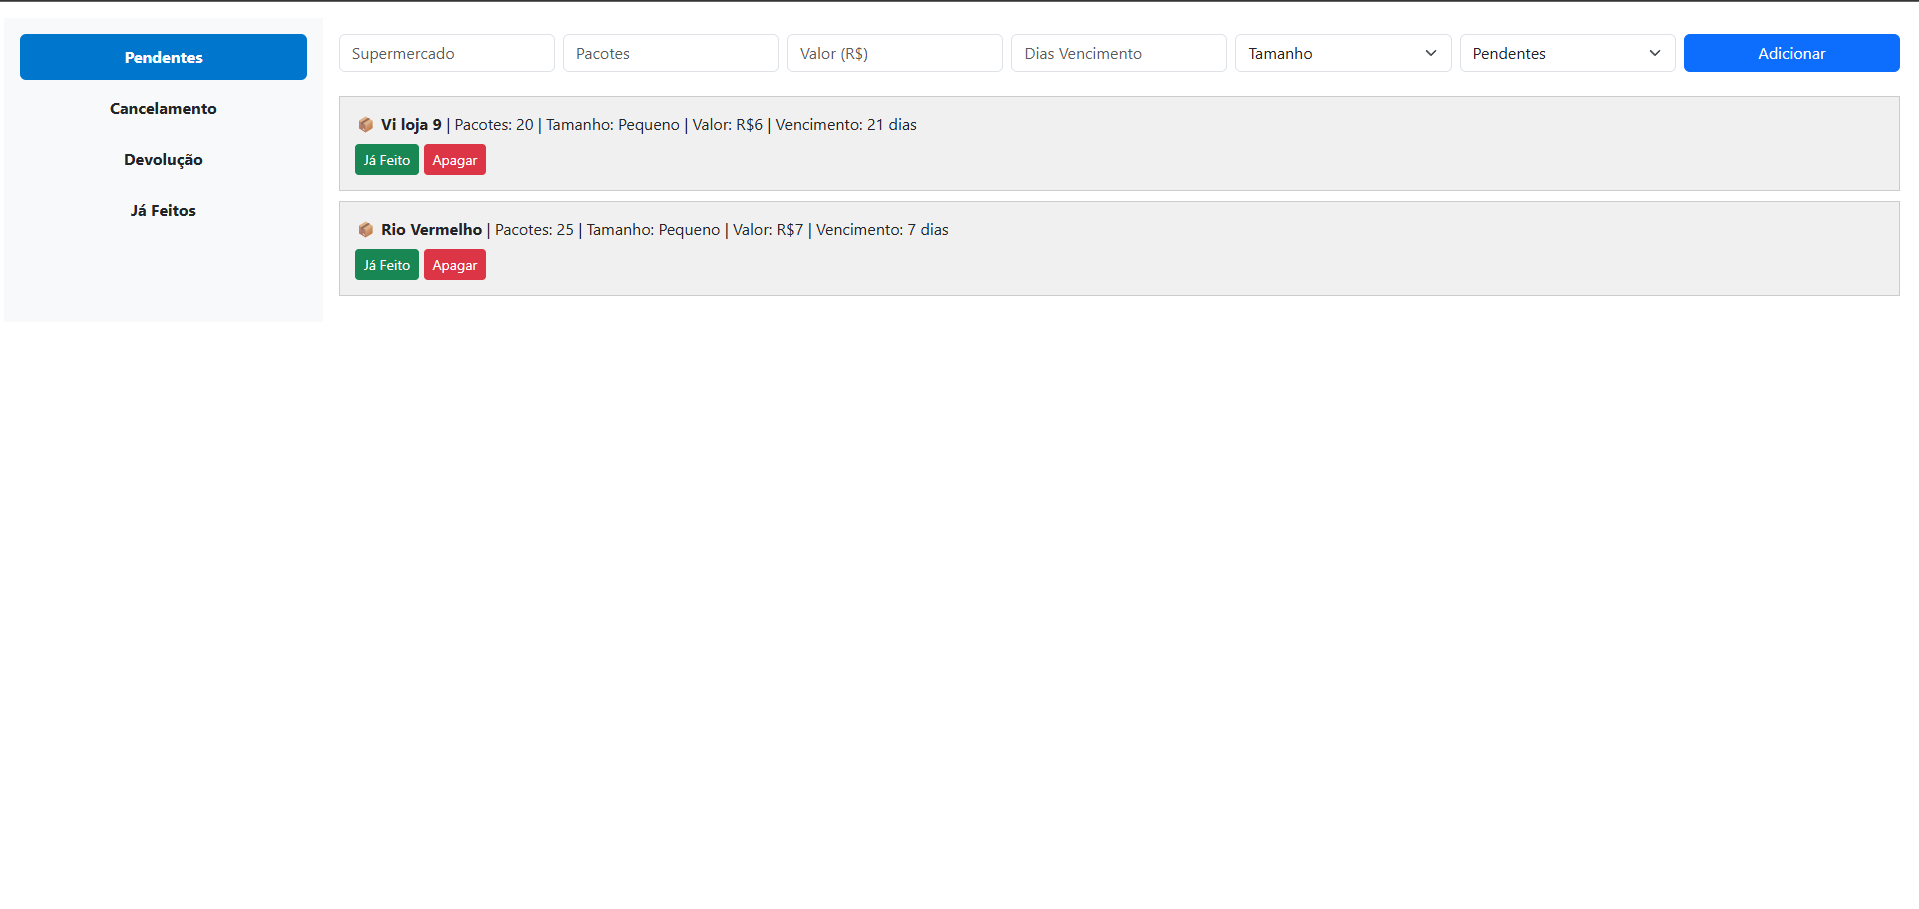 Pendentes
Cancelamento
Devolução
Já Feitos
Supermercado Pacotes Valor (R$) Dias Vencimento Tamanho Pendentes Adicionar
Vi loja 9 | Pacotes: 20 | Tamanho: Pequeno | Valor: R$6 | Vencimento: 21 dias
Já Feito Apagar
Rio Vermelho | Pacotes: 25 | Tamanho: Pequeno | Valor: R$7 | Vencimento: 7 dias
Já Feito Apagar